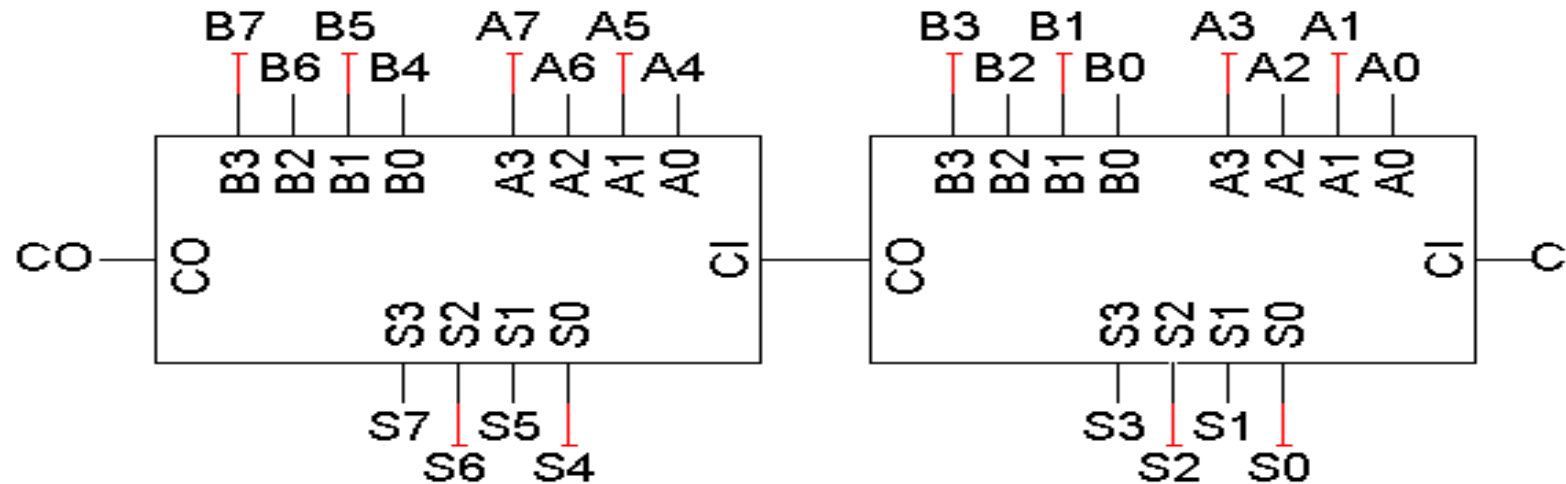 B7 B5 A7 A5 B3 B1 A3 A1
B6 B4 A6 A4 B2 B0 A2 A0
B3 B2 B1 B0 A3 A2 A1 A0 B3 B2 B1 B0 A3 A2 A1 A0
CO CO CI CO CI C
S3 S2 S1 S0 S3 S2 S1 S0
S7 S5 S3 S1
S6 S4 S2 S0